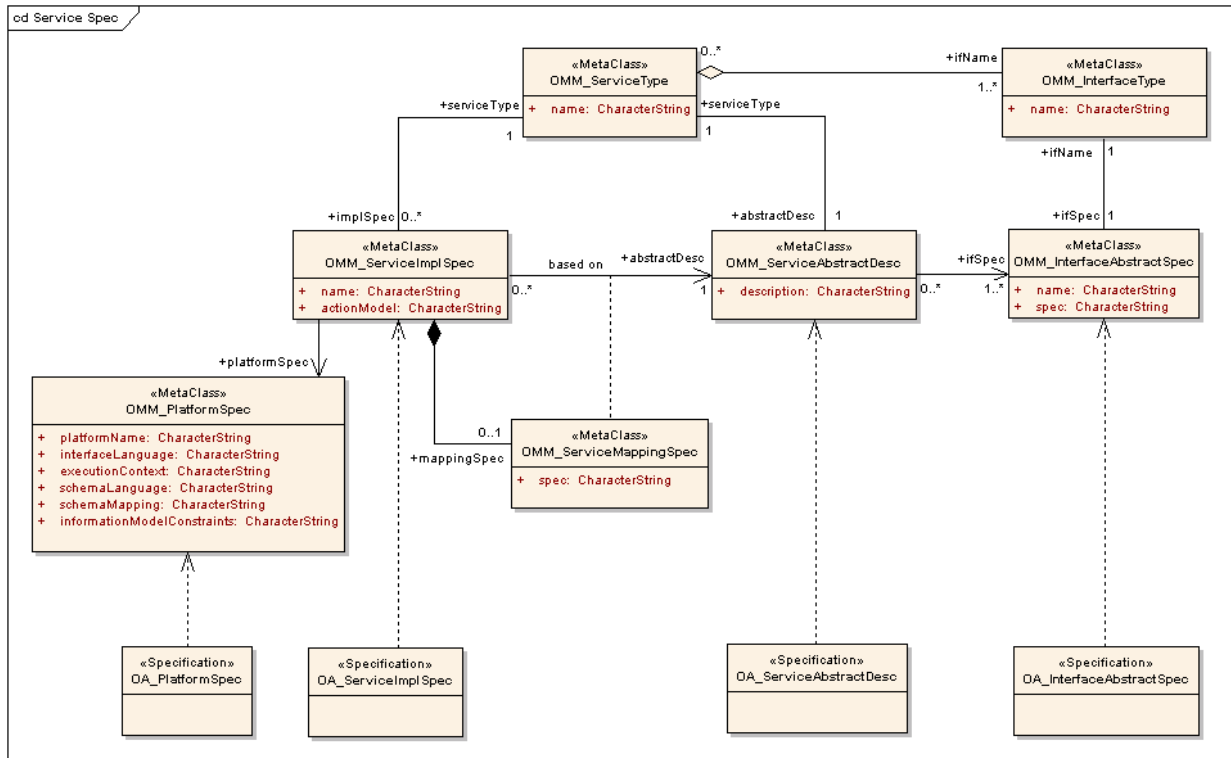 cd Service Spec
«MetaClass»
OMM_ServiceType
+ name: CharacterString
0..*
+ifName
1..*
«MetaClass»
OMM_InterfaceType
+ name: CharacterString
+serviceType
1
+serviceType
1
+ifName
1
+implSpec
0..*
+abstractDesc
1
+ifSpec
1
«MetaClass»
OMM_ServiceImplSpec
+ name: CharacterString
+ actionModel: CharacterString
based on
0..*
+abstractDesc
1
«MetaClass»
OMM_ServiceAbstractDesc
+ description: CharacterString
+ifSpec
0..*
1..*
«MetaClass»
OMM_InterfaceAbstractSpec
+ name: CharacterString
+ spec: CharacterString
+platformSpec
«MetaClass»
OMM_PlatformSpec
+ platformName: CharacterString
+ interfaceLanguage: CharacterString
+ executionContext: CharacterString
+ schemaLanguage: CharacterString
+ schemaMapping: CharacterString
+ informationModelConstraints: CharacterString
0..1
+mappingSpec
«MetaClass»
OMM_ServiceMappingSpec
+ spec: CharacterString
«Specification»
OA_PlatformSpec
«Specification»
OA_ServiceImplSpec
«Specification»
OA_ServiceAbstractDesc
«Specification»
OA_InterfaceAbstractSpec